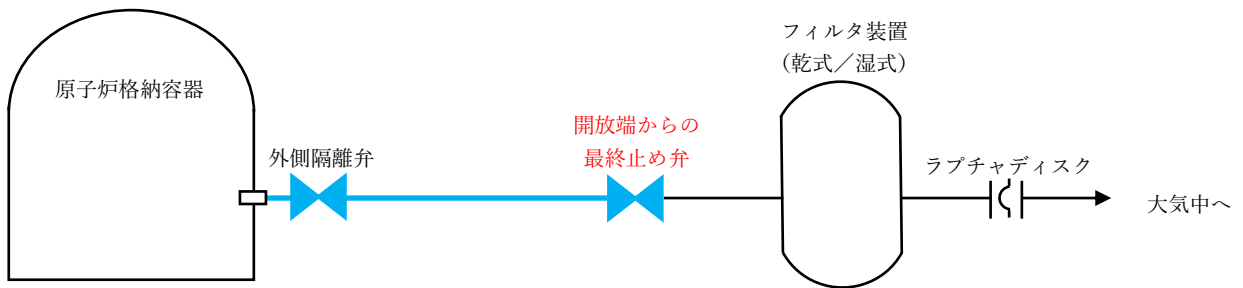 フィルタ装置
(乾式／湿式)
原子炉格納容器
開放端からの
最終止め弁
外側隔離弁
ラプチャディスク
大気中へ